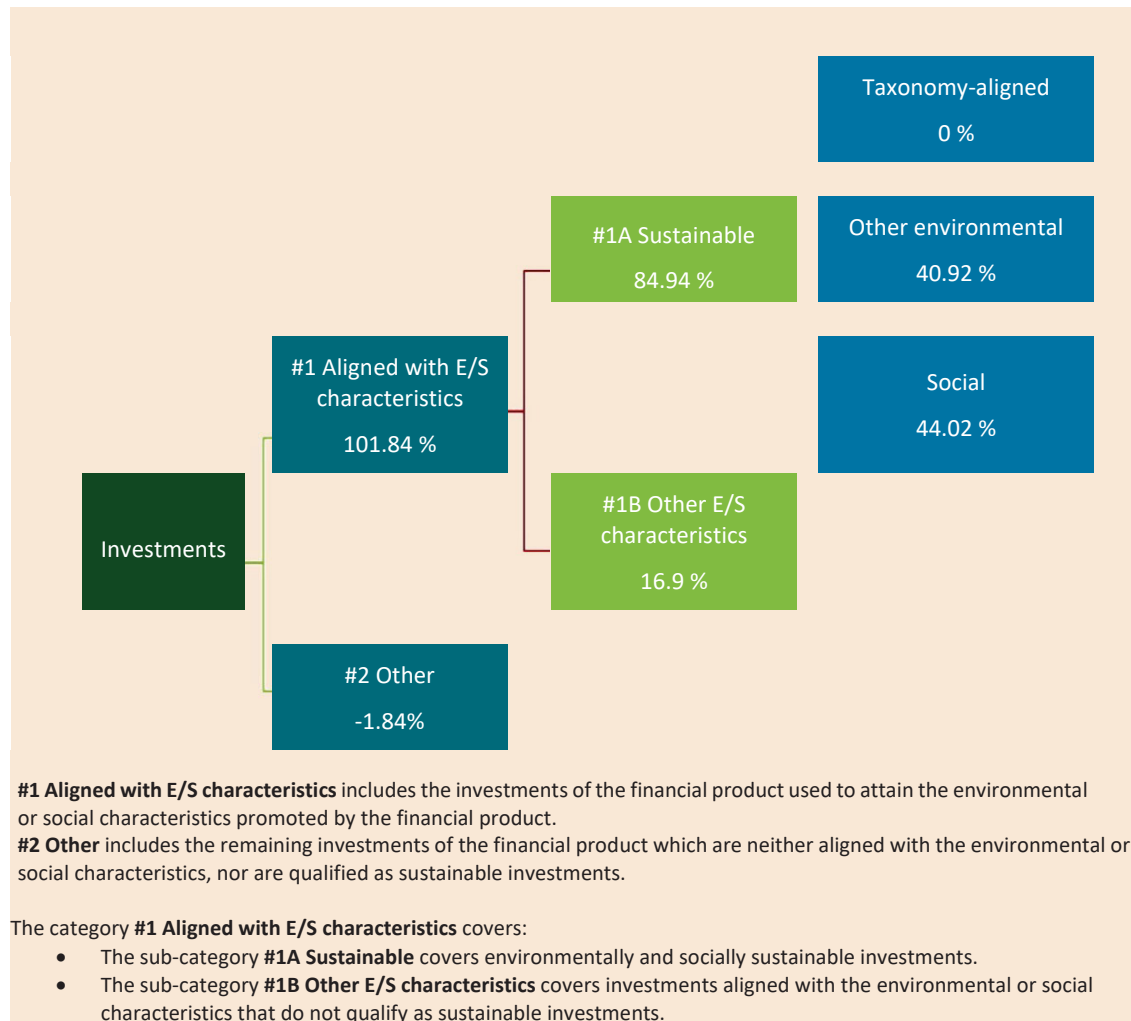 Taxonomy-aligned
0 %
#1A Sustainable
84.94 %
Other environmental
40.92 %
#1 Aligned with E/S
characteristics
101.84 %
Social
44.02 %
Investments
#1B Other E/S
characteristics
16.9 %
#2 Other
-1.84%
#1 Aligned with E/S characteristics includes the investments of the financial product used to attain the environmental
or social characteristics promoted by the financial product.
#2 Other includes the remaining investments of the financial product which are neither aligned with the environmental or
social characteristics, nor are qualified as sustainable investments.
The category #1 Aligned with E/S characteristics covers:
• The sub-category #1A Sustainable covers environmentally and socially sustainable investments.
• The sub-category #1B Other E/S characteristics covers investments aligned with the environmental or social
characteristics that do not qualify as sustainable investments.